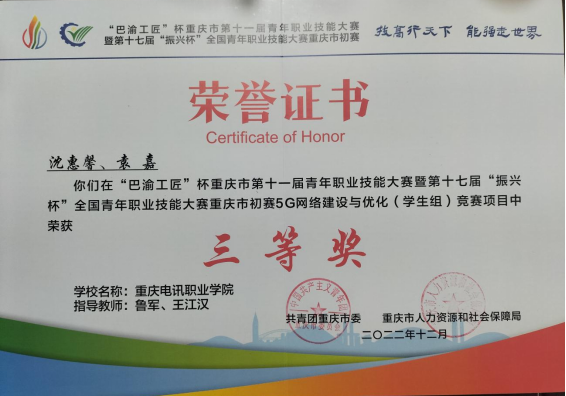 “巴渝工匠”杯重庆市第十一届青年职业技能大赛
暨第十七届“振兴杯”全国青年职业技能大赛重庆市初赛
技高行天下 能强走世界
荣誉证书
Certificate of Honor
沈惠馨、袁嘉
你们在“巴渝工匠”杯重庆市第十一届青年职业技能大赛暨第十七届“振兴
杯”全国青年职业技能大赛重庆市初赛5G网络建设与优化（学生组）竞赛项目中
荣获
三等奖
学校名称：重庆电讯职业学院
指导教师：鲁军、王江汉
共青团重庆市委
重庆市人力资源和社会保障局
二〇二二年十二月